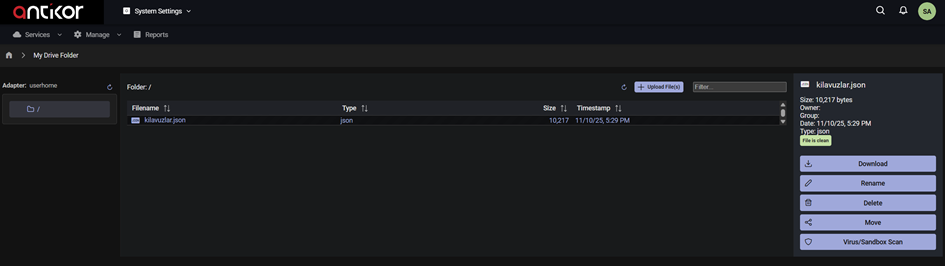 antikor
System Settings
SA
Services
Manage
Reports
My Drive Folder
Adapter: userhome
/
Folder: /
Upload File(s)
Filter...
Filename Type Size Timestamp
kilavuzlar.json json 10,217 11/10/25, 5:29 PM
kilavuzlar.json
Size: 10,217 bytes
Owner:
Group:
Date: 11/10/25, 5:29 PM
Type: json
File is clean
Download
Rename
Delete
Move
Virus/Sandbox Scan